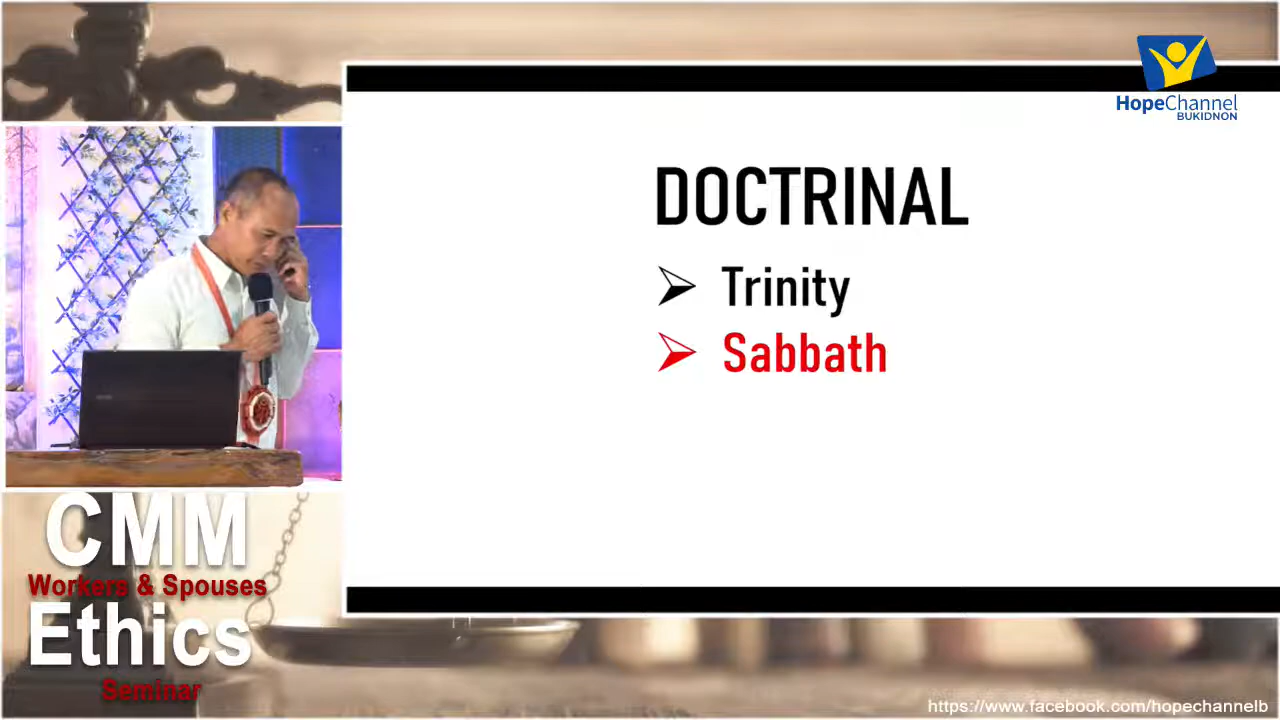 HopeChannel
BUKIDNON
DOCTRINAL
Trinity
Sabbath
CMM
Workers & Spouses
Ethics
Seminar
https://www.facebook.com/hopechannelb